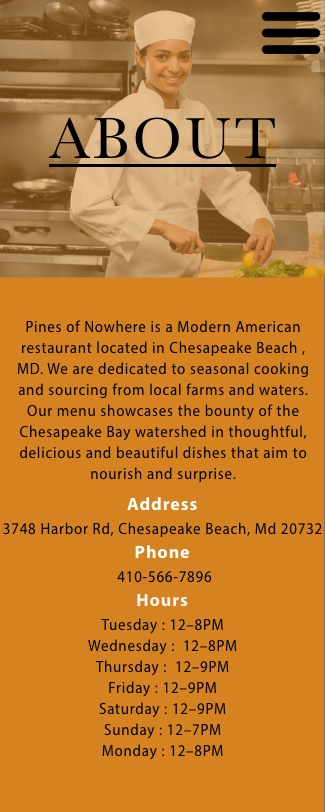 ABOUT
Pines of Nowhere is a Modern American
restaurant located in Chesapeake Beach ,
MD. We are dedicated to seasonal cooking
and sourcing from local farms and waters.
Our menu showcases the bounty of the
Chesapeake Bay watershed in thoughtful,
delicious and beautiful dishes that aim to
nourish and surprise.
Address
3748 Harbor Rd, Chesapeake Beach, Md 20732
Phone
410-566-7896
Hours
Tuesday : 12–8PM
Wednesday :  12–8PM
Thursday :  12–9PM
Friday : 12–9PM
Saturday : 12–9PM
Sunday : 12–7PM
Monday : 12–8PM